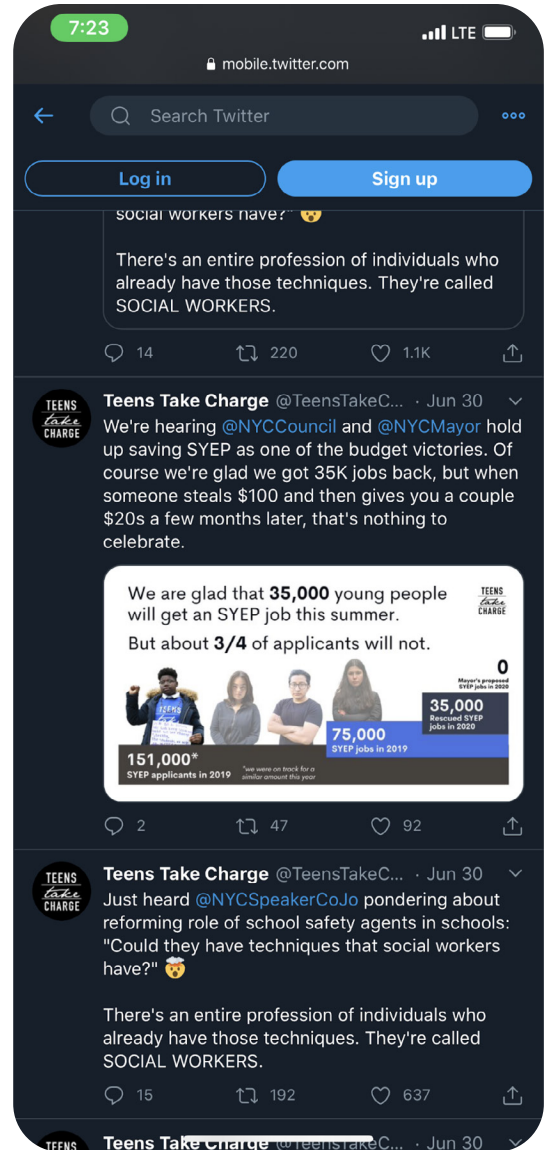 7:23
LTE
mobile.twitter.com
Search Twitter
Log in
Sign up
social workers have?" 🤯
There's an entire profession of individuals who
already have those techniques. They're called
SOCIAL WORKERS.
14 220 1.1K
TEENS
take
CHARGE
Teens Take Charge @TeensTakeC... · Jun 30
We're hearing @NYCCouncil and @NYCMayor hold
up saving SYEP as one of the budget victories. Of
course we're glad we got 35K jobs back, but when
someone steals $100 and then gives you a couple
$20s a few months later, that's nothing to
celebrate.
We are glad that 35,000 young people
will get an SYEP job this summer.
But about 3/4 of applicants will not.
TEENS
take
CHARGE
0
Mayor's proposed
SYEP jobs in 2020
35,000
Rescued SYEP
jobs in 2020
75,000
SYEP jobs in 2019
151,000*
SYEP applicants in 2019
*we were on track for a
similar amount this year
TEENS
2 47 92
TEENS
take
CHARGE
Teens Take Charge @TeensTakeC... · Jun 30
Just heard @NYCSpeakerCoJo pondering about
reforming role of school safety agents in schools:
"Could they have techniques that social workers
have?" 🤯
There's an entire profession of individuals who
already have those techniques. They're called
SOCIAL WORKERS.
15 192 637
TEENS
Teens Take Charge @TeensTakeC... · Jun 30